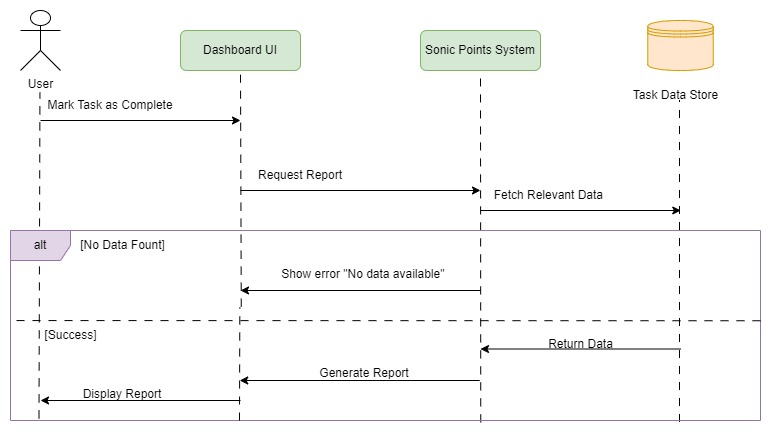 Dashboard UI
Sonic Points System
User
Task Data Store
Mark Task as Complete
Request Report
Fetch Relevant Data
alt
[No Data Fount]
Show error "No data available"
[Success]
Return Data
Generate Report
Display Report